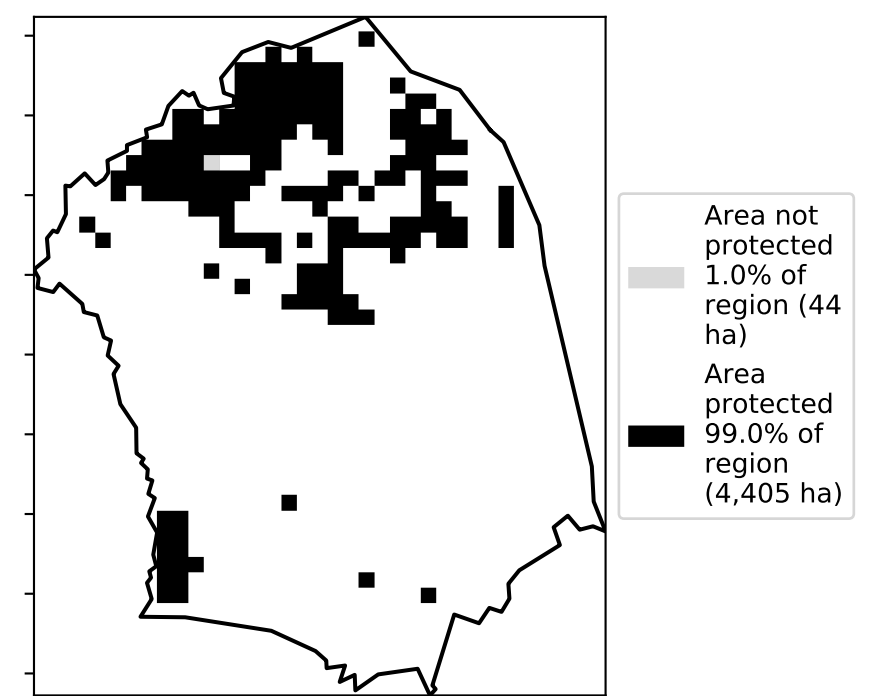 Area not
protected
1.0% of
region (44
ha)
Area
protected
99.0% of
region
(4,405 ha)